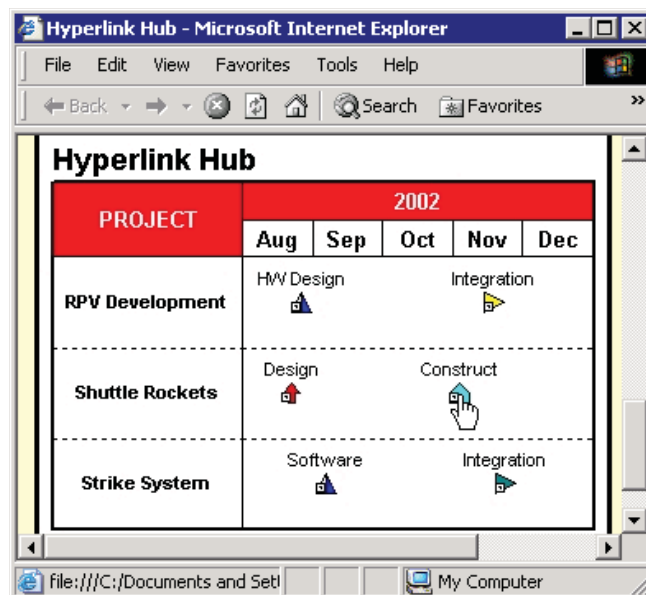 Hyperlink Hub - Microsoft Internet Explorer
File Edit View Favorites Tools Help
Back Search Favorites »
Hyperlink Hub
PROJECT 2002
Aug Sep Oct Nov Dec
HW Design Integration
RPV Development
Design Construct
Shuttle Rockets
Software Integration
Strike System
file:///C:/Documents and Sett My Computer